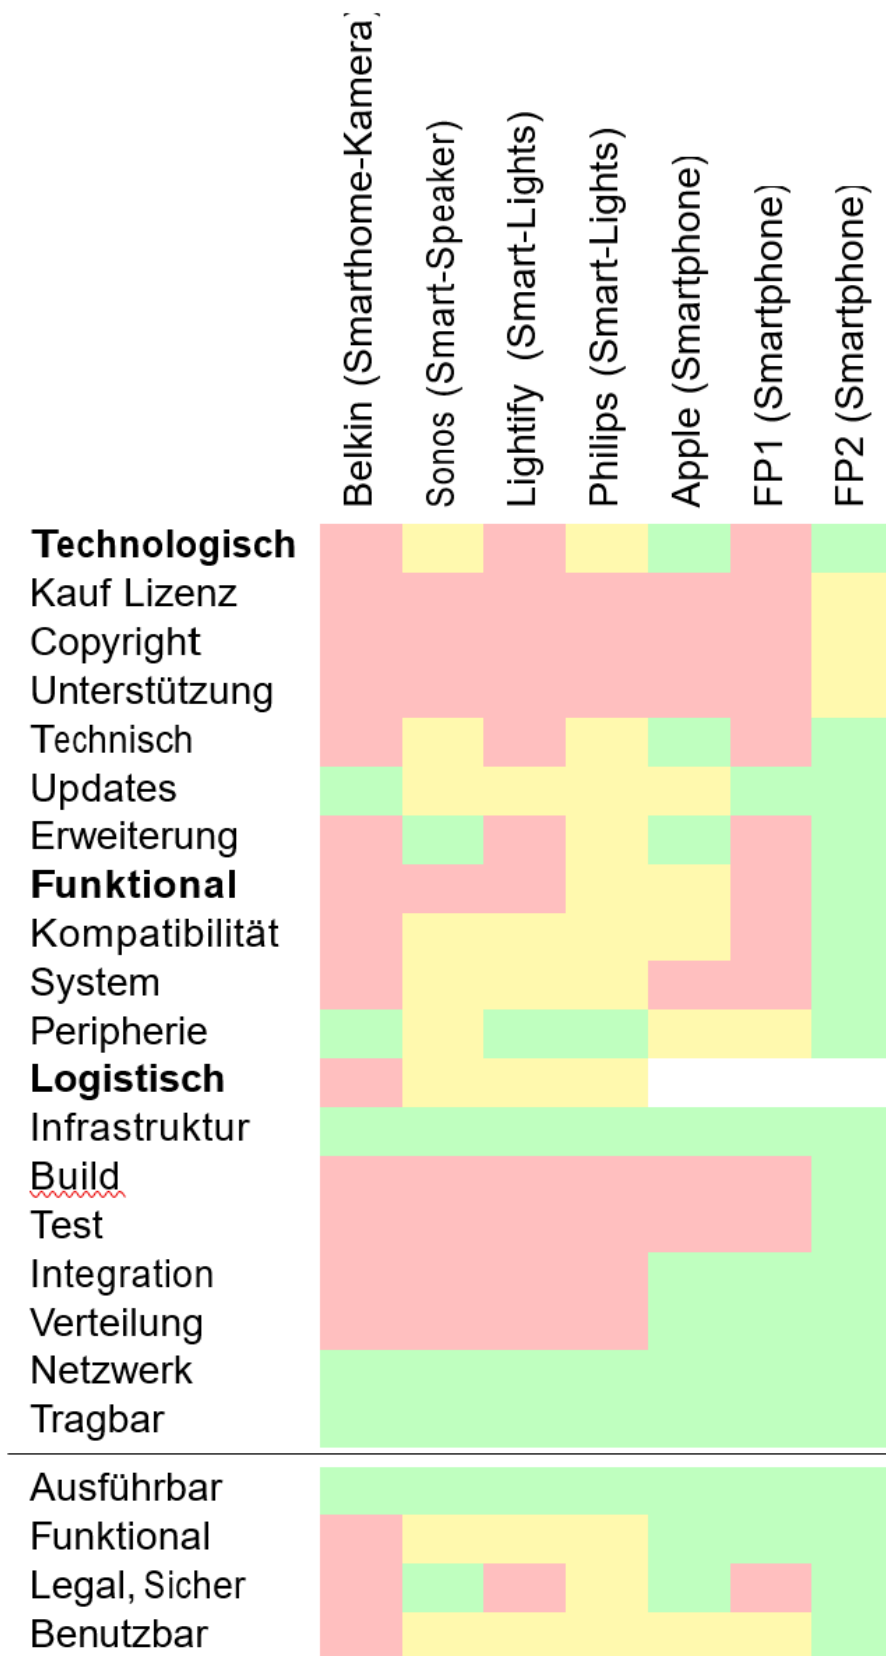 Belkin (Smarthome-Kamera)
Sonos (Smart-Speaker)
Lightify (Smart-Lights)
Philips (Smart-Lights)
Apple (Smartphone)
FP1 (Smartphone)
FP2 (Smartphone)
Technologisch
Kauf Lizenz
Copyright
Unterstützung
Technisch
Updates
Erweiterung
Funktional
Kompatibilität
System
Peripherie
Logistisch
Infrastruktur
Build
Test
Integration
Verteilung
Netzwerk
Tragbar
Ausführbar
Funktional
Legal, Sicher
Benutzbar